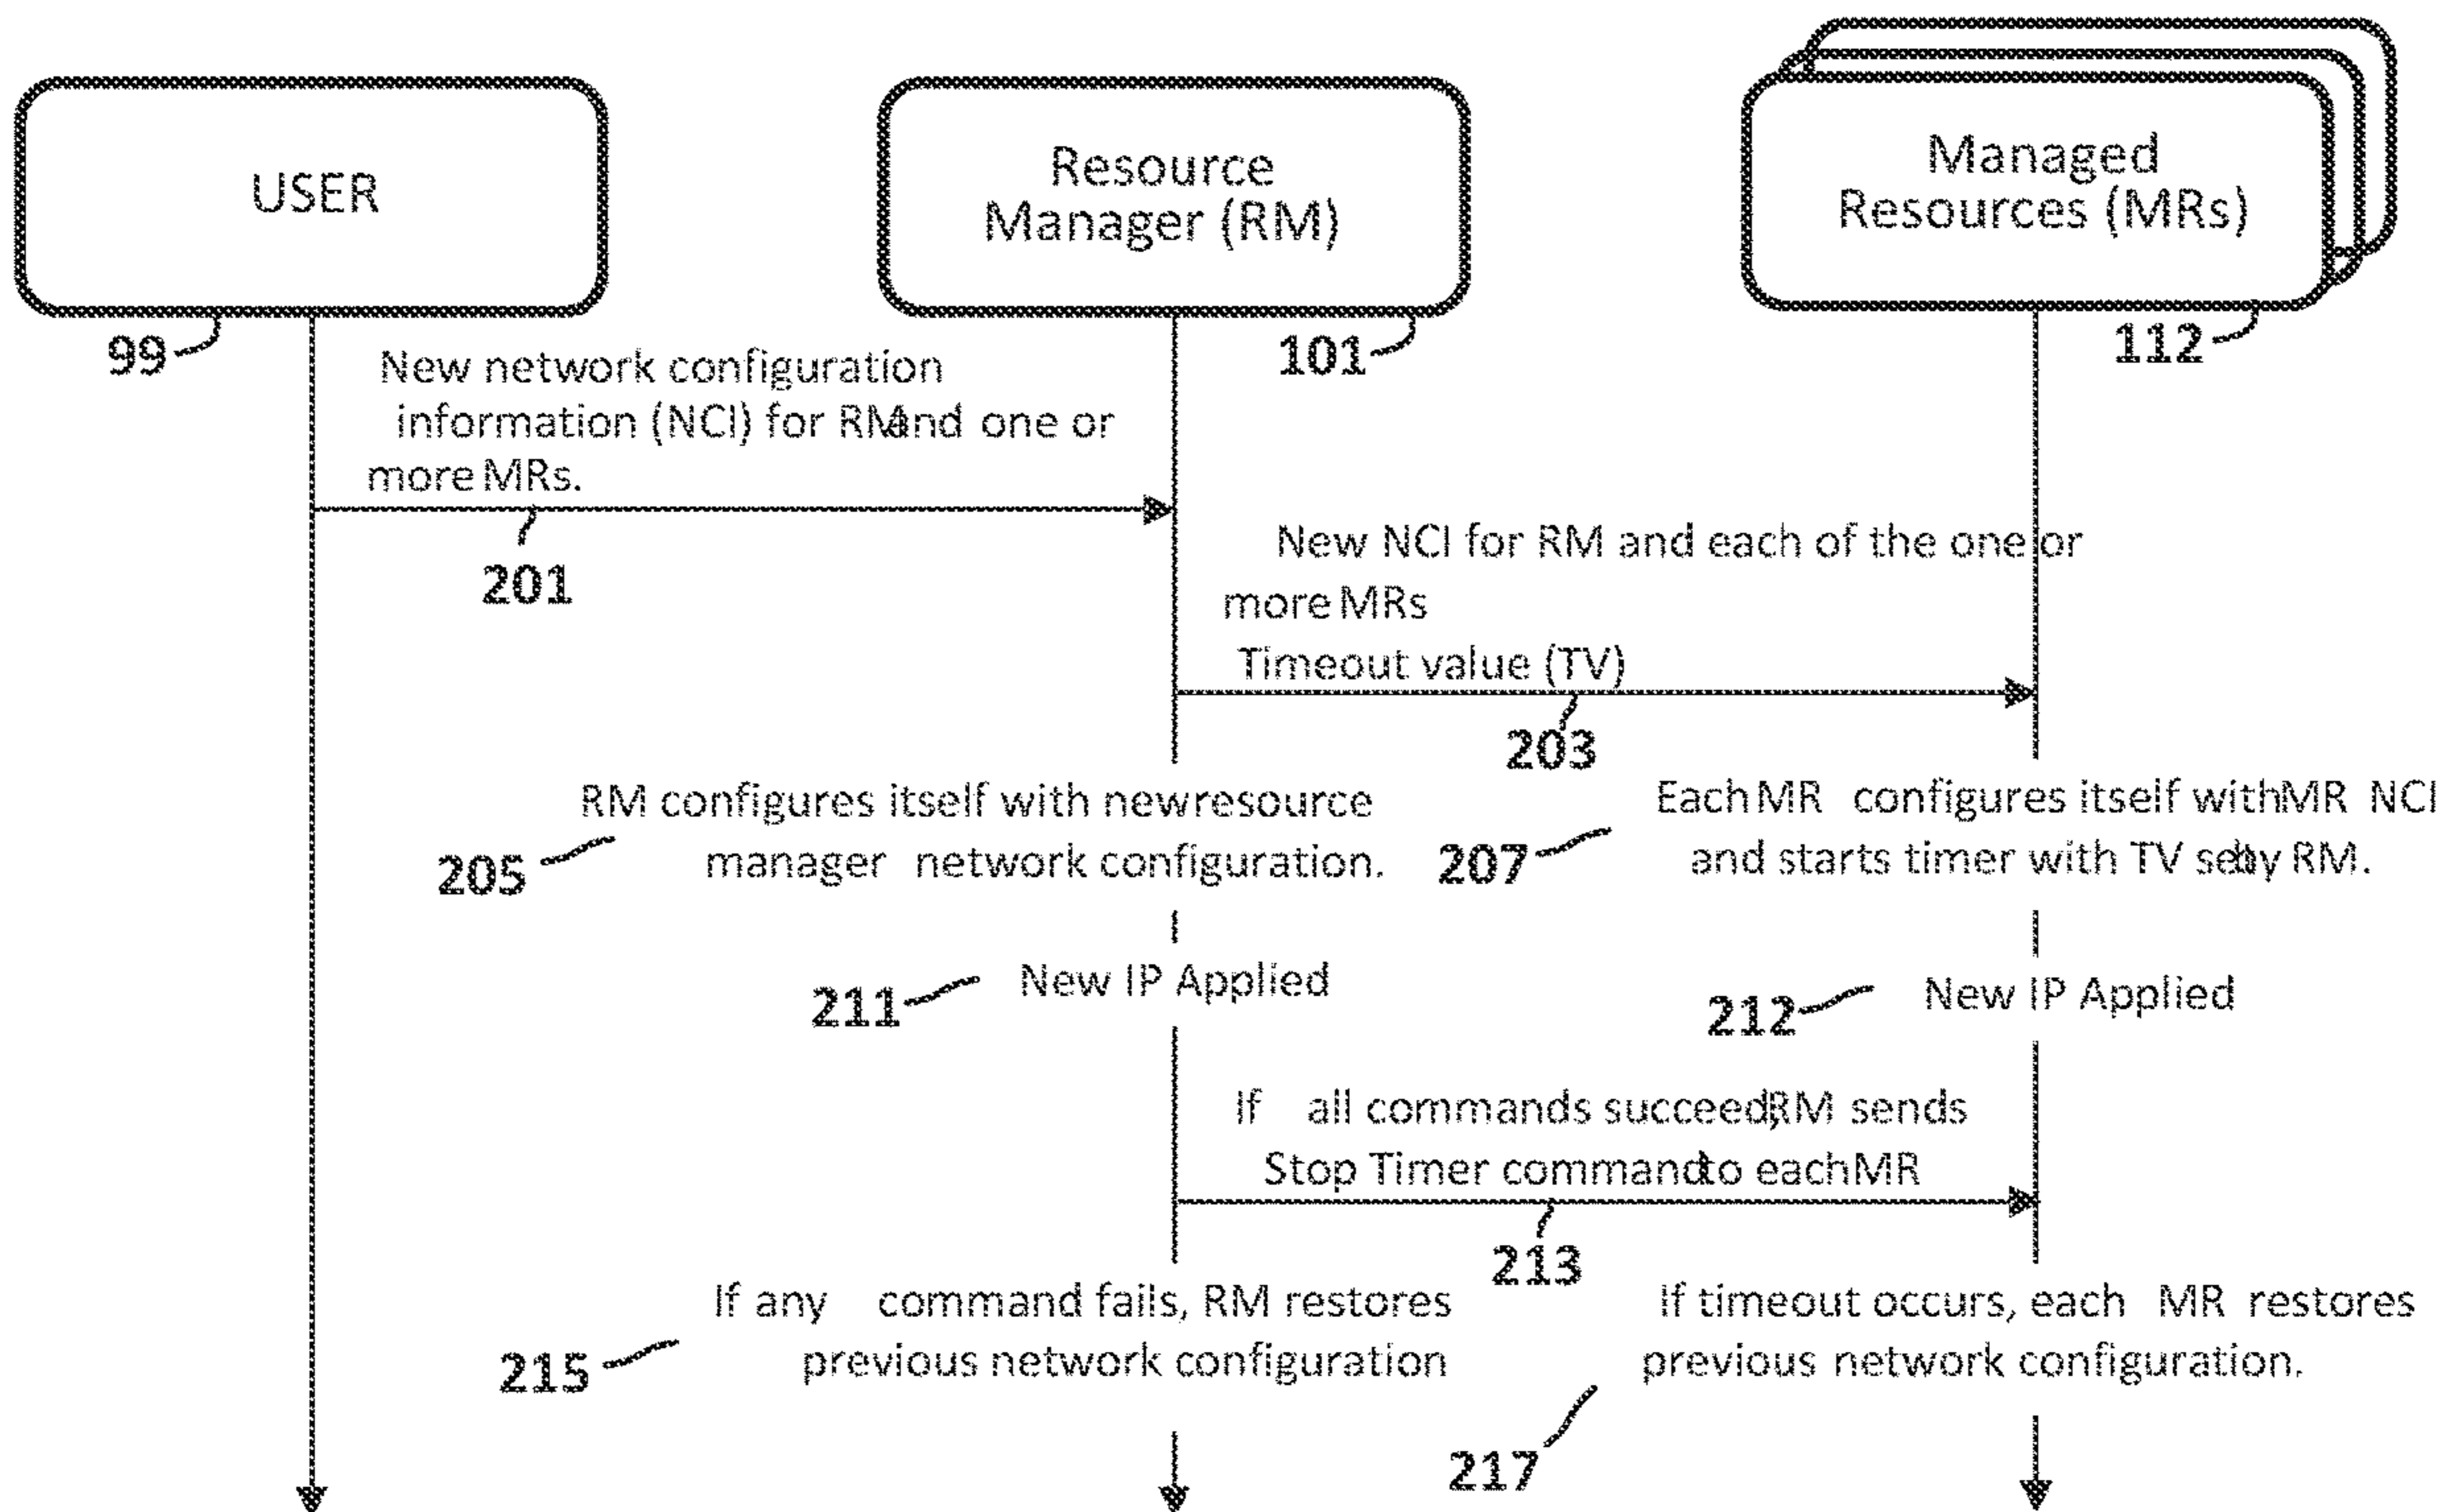 USER
Resource
Manager (RM)
Managed
Resources (MRs)
99
101
112
New network configuration
information (NCI) for RM and one or
more MRs.
201
New NCI for RM and each of the one or
more MRs
Timeout value (TV)
203
RM configures itself with newresource
manager network configuration.
205
Each MR configures itself with MR NCI
and starts timer with TV set by RM.
207
New IP Applied
211
New IP Applied
212
If all commands succeed, RM sends
Stop Timer command to each MR
213
If any command fails, RM restores
previous network configuration
215
If timeout occurs, each MR restores
previous network configuration.
217